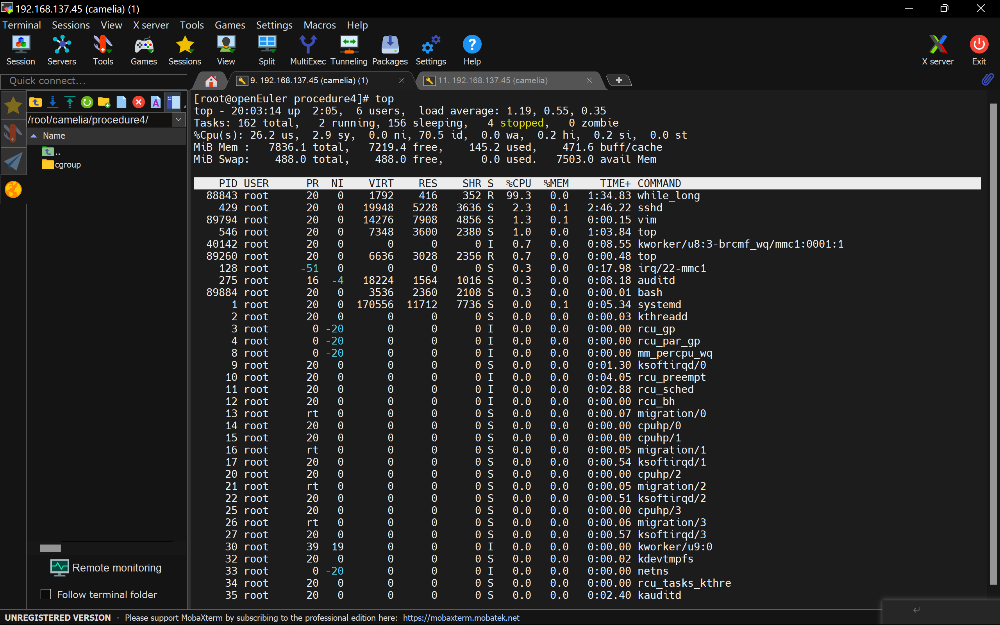 192.168.137.45 (camelia) (1)
Terminal Sessions View X server Tools Games Settings Macros Help
Session Servers Tools Games Sessions View Split MultiExec Tunneling Packages Settings Help X server Exit
Quick connect...
9. 192.168.137.45 (camelia) (1)
11. 192.168.137.45 (camelia)
/root/camelia/procedure4/
Name
..
cgroup
[root@openEuler procedure4]# top
top - 20:03:14 up  2:05,  6 users,  load average: 1.19, 0.55, 0.35
Tasks: 162 total,   2 running, 156 sleeping,   4 stopped,   0 zombie
%Cpu(s): 26.2 us,  2.9 sy,  0.0 ni, 70.5 id,  0.0 wa,  0.2 hi,  0.2 si,  0.0 st
MiB Mem :   7836.1 total,   7219.4 free,    145.2 used,    471.6 buff/cache
MiB Swap:    488.0 total,    488.0 free,      0.0 used.   7503.0 avail Mem
PID USER PR NI VIRT RES SHR S %CPU %MEM TIME+ COMMAND
88843 root 20 0 1792 416 352 R 99.3 0.0 1:34.83 while_long
429 root 20 0 19948 5228 3636 S 2.3 0.1 2:46.22 sshd
89794 root 20 0 14276 7908 4856 S 1.3 0.1 0:00.15 vim
546 root 20 0 7348 3600 2380 S 1.0 0.0 1:03.84 top
40142 root 20 0 0 0 0 I 0.7 0.0 0:08.55 kworker/u8:3-brcmf_wq/mmc1:0001:1
89260 root 20 0 6636 3028 2356 R 0.7 0.0 0:00.48 top
128 root -51 0 0 0 0 S 0.3 0.0 0:17.98 irq/22-mmc1
275 root 16 -4 18224 1564 1016 S 0.3 0.0 0:08.18 auditd
89884 root 20 0 3536 2360 2108 S 0.3 0.0 0:00.01 bash
1 root 20 0 170556 11712 7736 S 0.0 0.1 0:05.34 systemd
2 root 20 0 0 0 0 S 0.0 0.0 0:00.03 kthreadd
3 root 0 -20 0 0 0 I 0.0 0.0 0:00.00 rcu_gp
4 root 0 -20 0 0 0 I 0.0 0.0 0:00.00 rcu_par_gp
8 root 0 -20 0 0 0 I 0.0 0.0 0:00.00 mm_percpu_wq
9 root 20 0 0 0 0 S 0.0 0.0 0:01.30 ksoftirqd/0
10 root 20 0 0 0 0 I 0.0 0.0 0:04.05 rcu_preempt
11 root 20 0 0 0 0 I 0.0 0.0 0:02.88 rcu_sched
12 root 20 0 0 0 0 I 0.0 0.0 0:00.00 rcu_bh
13 root rt 0 0 0 0 S 0.0 0.0 0:00.07 migration/0
14 root 20 0 0 0 0 S 0.0 0.0 0:00.00 cpuhp/0
15 root 20 0 0 0 0 S 0.0 0.0 0:00.00 cpuhp/1
16 root rt 0 0 0 0 S 0.0 0.0 0:00.05 migration/1
17 root 20 0 0 0 0 S 0.0 0.0 0:00.54 ksoftirqd/1
20 root 20 0 0 0 0 S 0.0 0.0 0:00.00 cpuhp/2
21 root rt 0 0 0 0 S 0.0 0.0 0:00.05 migration/2
22 root 20 0 0 0 0 S 0.0 0.0 0:00.51 ksoftirqd/2
25 root 20 0 0 0 0 S 0.0 0.0 0:00.00 cpuhp/3
26 root rt 0 0 0 0 S 0.0 0.0 0:00.06 migration/3
27 root 20 0 0 0 0 S 0.0 0.0 0:00.57 ksoftirqd/3
30 root 39 19 0 0 0 I 0.0 0.0 0:00.00 kworker/u9:0
32 root 20 0 0 0 0 S 0.0 0.0 0:00.02 kdevtmpfs
33 root 0 -20 0 0 0 I 0.0 0.0 0:00.00 netns
34 root 20 0 0 0 0 S 0.0 0.0 0:00.00 rcu_tasks_kthre
35 root 20 0 0 0 0 S 0.0 0.0 0:02.40 kauditd
Remote monitoring
Follow terminal folder
UNREGISTERED VERSION - Please support MobaXterm by subscribing to the professional edition here: https://mobaxterm.mobatek.net